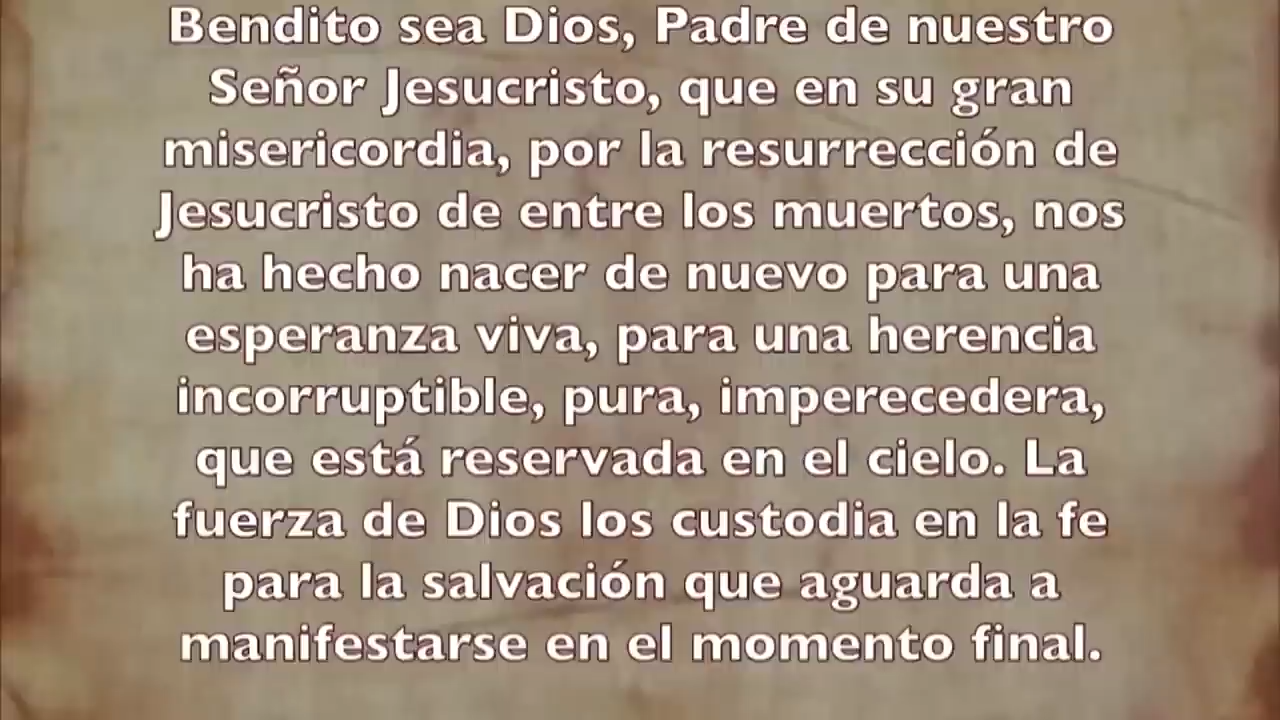 Bendito sea Dios, Padre de nuestro
Señor Jesucristo, que en su gran
misericordia, por la resurrección de
Jesucristo de entre los muertos, nos
ha hecho nacer de nuevo para una
esperanza viva, para una herencia
incorruptible, pura, imperecedera,
que está reservada en el cielo. La
fuerza de Dios los custodia en la fe
para la salvación que aguarda a
manifestarse en el momento final.